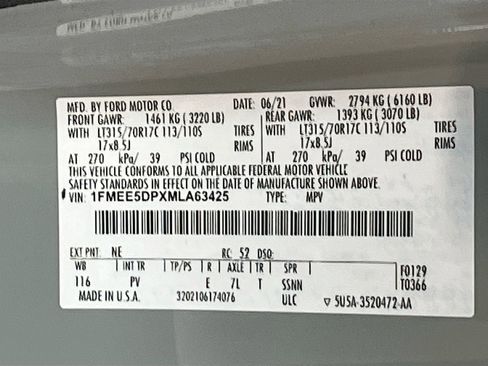 MFD. BY FORD MOTOR CO. DATE: 06/21 GVWR: 2794 KG ( 6160 LB)
FRONT GAWR: 1461 KG ( 3220 LB) REAR GAWR: 1393 KG ( 3070 LB)
WITH LT315/70R17C 113/110S TIRES WITH LT315/70R17C 113/110S TIRES
17x8.5J RIMS 17x8.5J RIMS
AT 270 kPa/ 39 PSI COLD AT 270 kPa/ 39 PSI COLD
THIS VEHICLE CONFORMS TO ALL APPLICABLE FEDERAL MOTOR VEHICLE
SAFETY STANDARDS IN EFFECT ON THE DATE OF MANUFACTURE SHOWN ABOVE.
VIN: 1FMEE5DPXMLA63425 TYPE: MPV
EXT PNT: NE RC: 52 DSO:
WB INT TR TP/PS R AXLE TR SPR F0129
116 PV E 7L T SSNN T0366
MADE IN U.S.A. 3202106174076 ULC ▽ 5U5A-3520472-AA